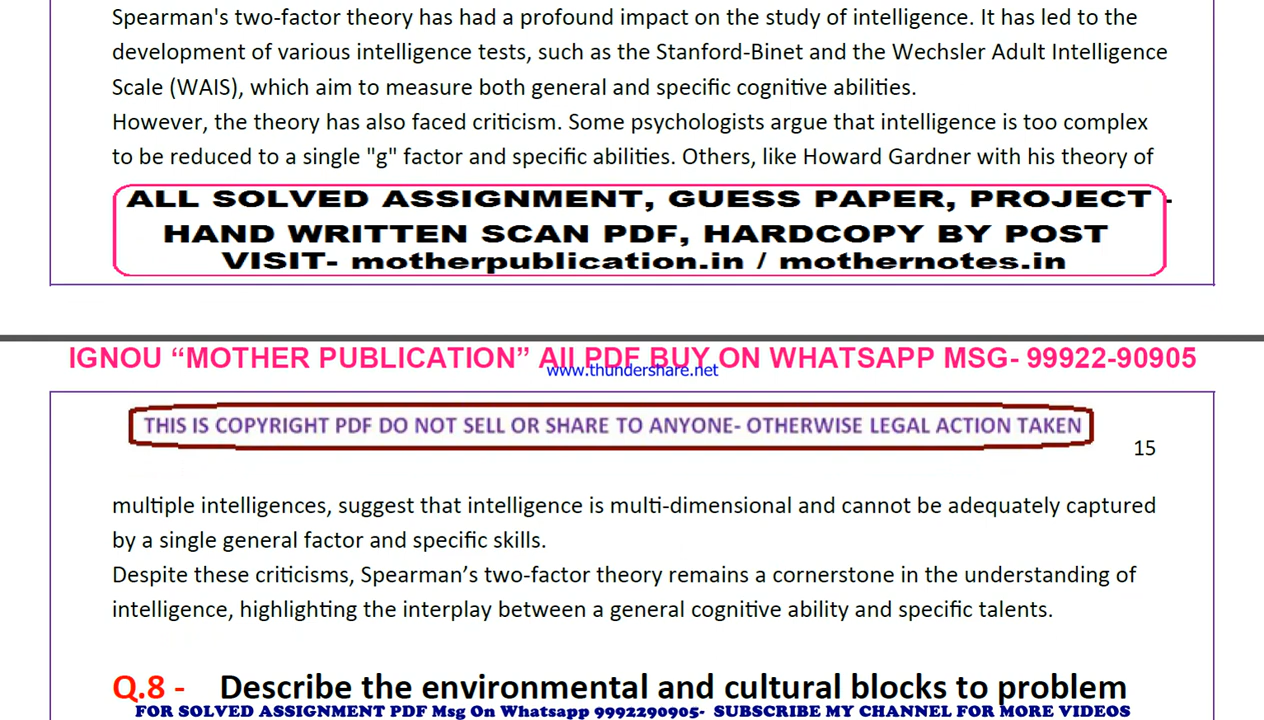 Spearman's two-factor theory has had a profound impact on the study of intelligence. It has led to the
development of various intelligence tests, such as the Stanford-Binet and the Wechsler Adult Intelligence
Scale (WAIS), which aim to measure both general and specific cognitive abilities.
However, the theory has also faced criticism. Some psychologists argue that intelligence is too complex
to be reduced to a single "g" factor and specific abilities. Others, like Howard Gardner with his theory of
ALL SOLVED ASSIGNMENT, GUESS PAPER, PROJECT -
HAND WRITTEN SCAN PDF, HARDCOPY BY POST
VISIT- motherpublication.in / mothernotes.in
IGNOU “MOTHER PUBLICATION” All PDF BUY ON WHATSAPP MSG- 99922-90905
www.thundershare.net
THIS IS COPYRIGHT PDF DO NOT SELL OR SHARE TO ANYONE- OTHERWISE LEGAL ACTION TAKEN
15
multiple intelligences, suggest that intelligence is multi-dimensional and cannot be adequately captured
by a single general factor and specific skills.
Despite these criticisms, Spearman’s two-factor theory remains a cornerstone in the understanding of
intelligence, highlighting the interplay between a general cognitive ability and specific talents.
Q.8 - Describe the environmental and cultural blocks to problem
FOR SOLVED ASSIGNMENT PDF Msg On Whatsapp 9992290905- SUBSCRIBE MY CHANNEL FOR MORE VIDEOS